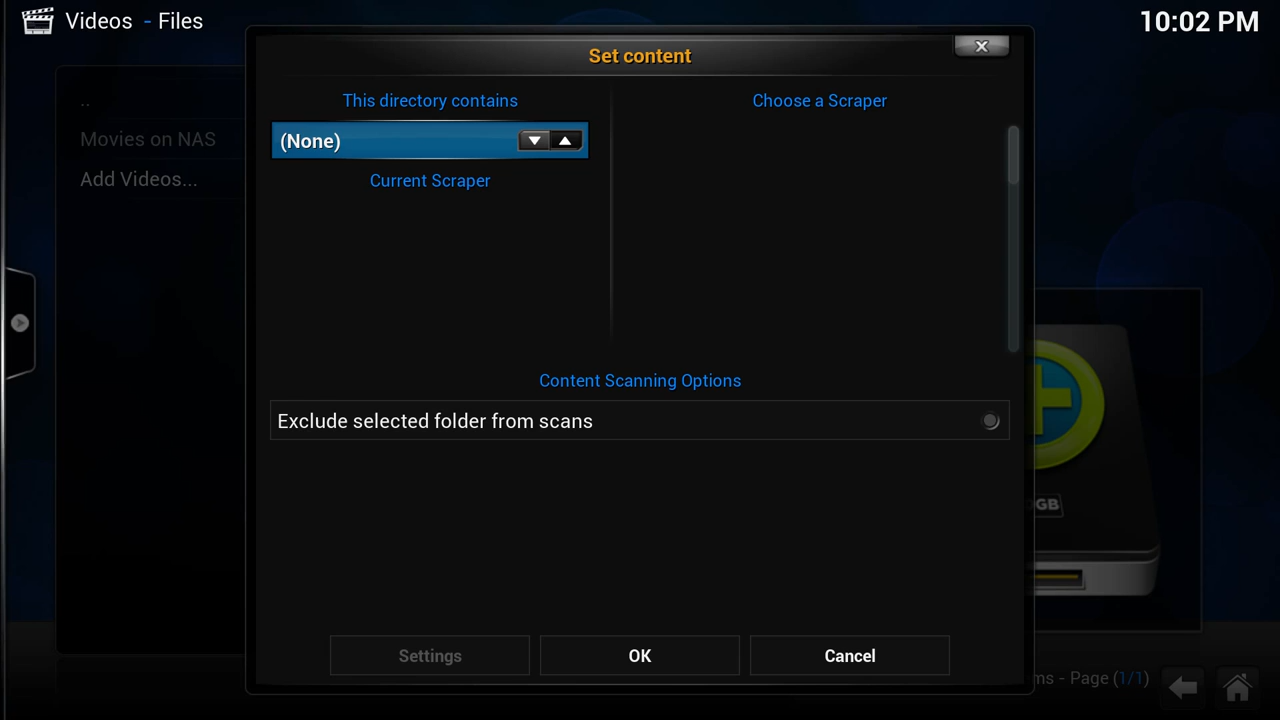 Videos - Files
10:02 PM
Set content
x
This directory contains
Choose a Scraper
(None)
Current Scraper
..
Movies on NAS
Add Videos...
Content Scanning Options
Exclude selected folder from scans
GB
Settings
OK
Cancel
ms - Page (1/1)